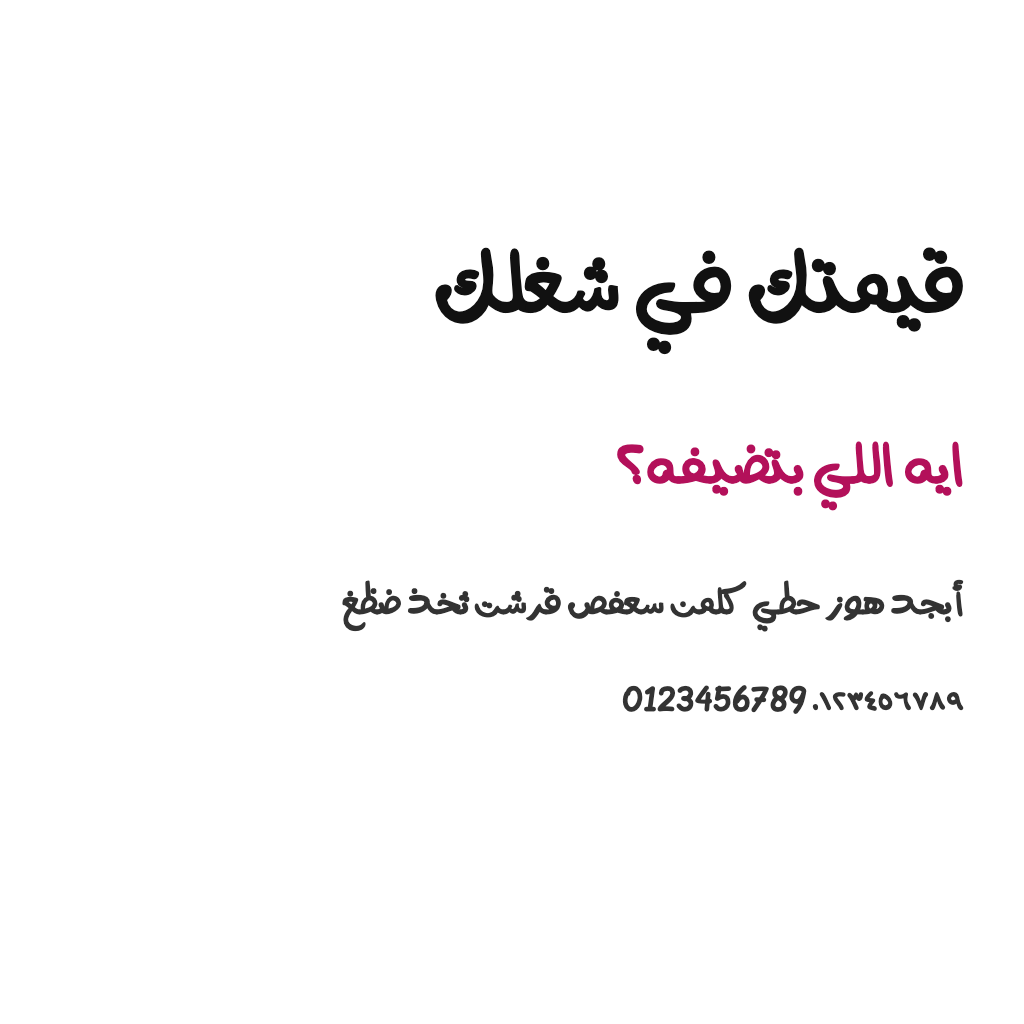 قيمتك في شغلك
ايه اللي بتضيفه؟
أبجد هوز حطي كلمن سعفص قرشت ثخذ ضظغ
٠١٢٣٤٥٦٧٨٩ 0123456789